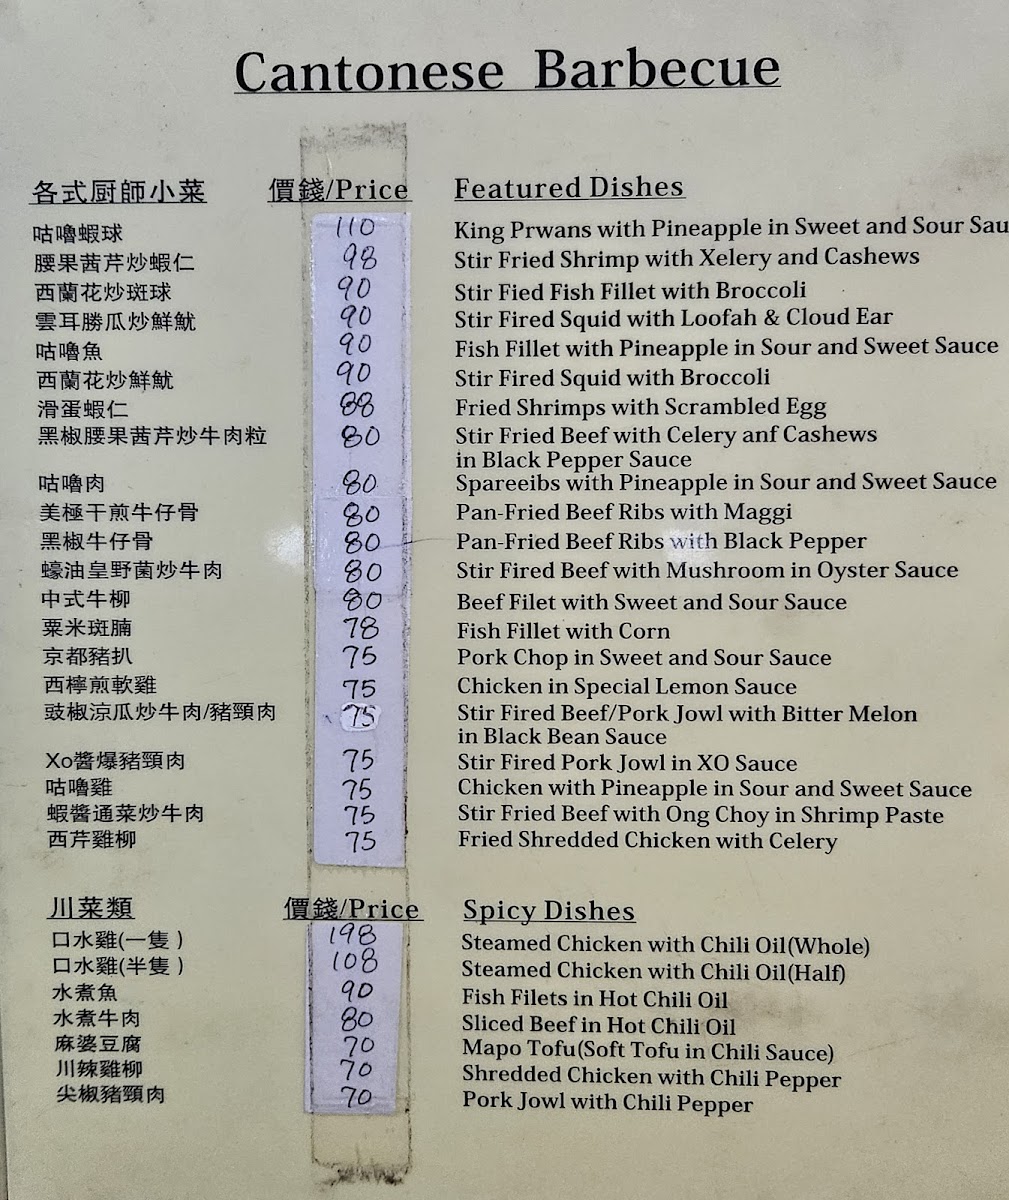 Cantonese Barbecue
各式厨師小菜 價錢/Price Featured Dishes
咕嚕蝦球 110 King Prwans with Pineapple in Sweet and Sour Sau
腰果茜芹炒蝦仁 98 Stir Fried Shrimp with Xelery and Cashews
西蘭花炒斑球 90 Stir Fied Fish Fillet with Broccoli
雲耳勝瓜炒鮮魷 90 Stir Fired Squid with Loofah & Cloud Ear
咕嚕魚 90 Fish Fillet with Pineapple in Sour and Sweet Sauce
西蘭花炒鮮魷 90 Stir Fired Squid with Broccoli
滑蛋蝦仁 88 Fried Shrimps with Scrambled Egg
黑椒腰果茜芹炒牛肉粒 80 Stir Fried Beef with Celery anf Cashews
in Black Pepper Sauce
咕嚕肉 80 Spareeibs with Pineapple in Sour and Sweet Sauce
美極干煎牛仔骨 80 Pan-Fried Beef Ribs with Maggi
黑椒牛仔骨 80 Pan-Fried Beef Ribs with Black Pepper
蠔油皇野菌炒牛肉 80 Stir Fired Beef with Mushroom in Oyster Sauce
中式牛柳 80 Beef Filet with Sweet and Sour Sauce
粟米斑腩 78 Fish Fillet with Corn
京都豬扒 75 Pork Chop in Sweet and Sour Sauce
西檸煎軟雞 75 Chicken in Special Lemon Sauce
豉椒涼瓜炒牛肉/豬頸肉 75 Stir Fired Beef/Pork Jowl with Bitter Melon
in Black Bean Sauce
Xo醬爆豬頸肉 75 Stir Fired Pork Jowl in XO Sauce
咕嚕雞 75 Chicken with Pineapple in Sour and Sweet Sauce
蝦醬通菜炒牛肉 75 Stir Fried Beef with Ong Choy in Shrimp Paste
西芹雞柳 75 Fried Shredded Chicken with Celery
川菜類 價錢/Price Spicy Dishes
口水雞(一隻) 198 Steamed Chicken with Chili Oil(Whole)
口水雞(半隻) 108 Steamed Chicken with Chili Oil(Half)
水煮魚 90 Fish Filets in Hot Chili Oil
水煮牛肉 80 Sliced Beef in Hot Chili Oil
麻婆豆腐 70 Mapo Tofu(Soft Tofu in Chili Sauce)
川辣雞柳 70 Shredded Chicken with Chili Pepper
尖椒豬頸肉 70 Pork Jowl with Chili Pepper